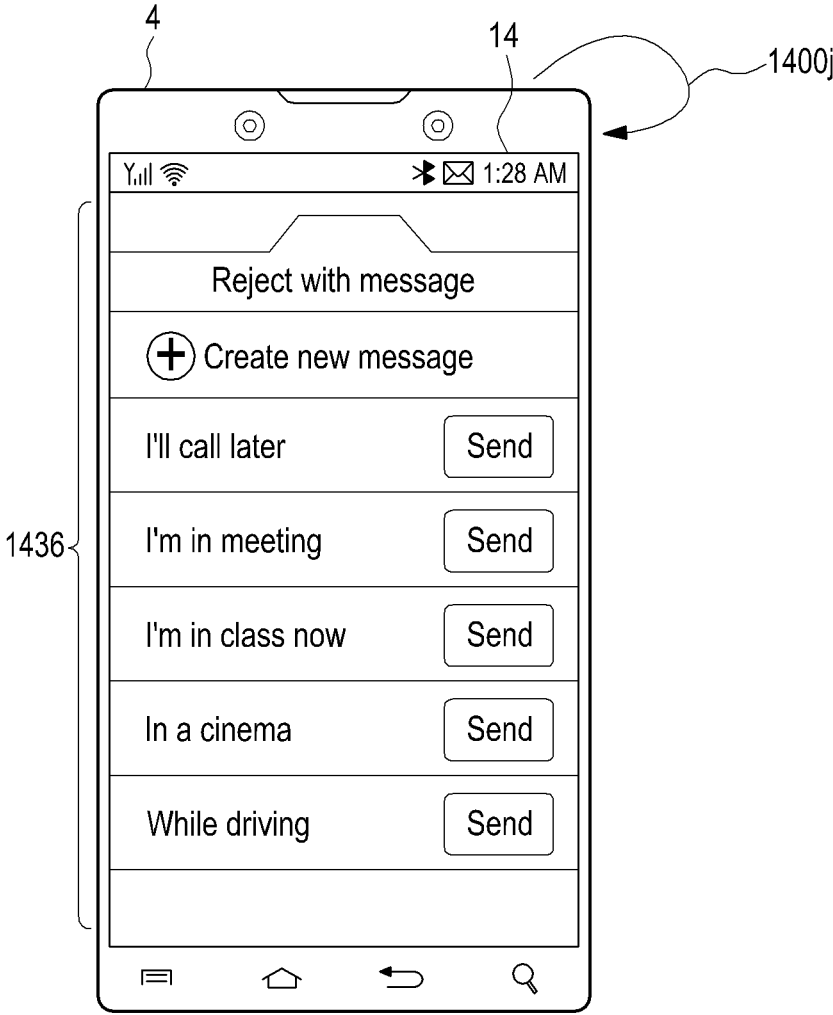 4
14
1400j
1:28 AM
Reject with message
Create new message
I'll call later Send
1436
I'm in meeting Send
I'm in class now Send
In a cinema Send
While driving Send